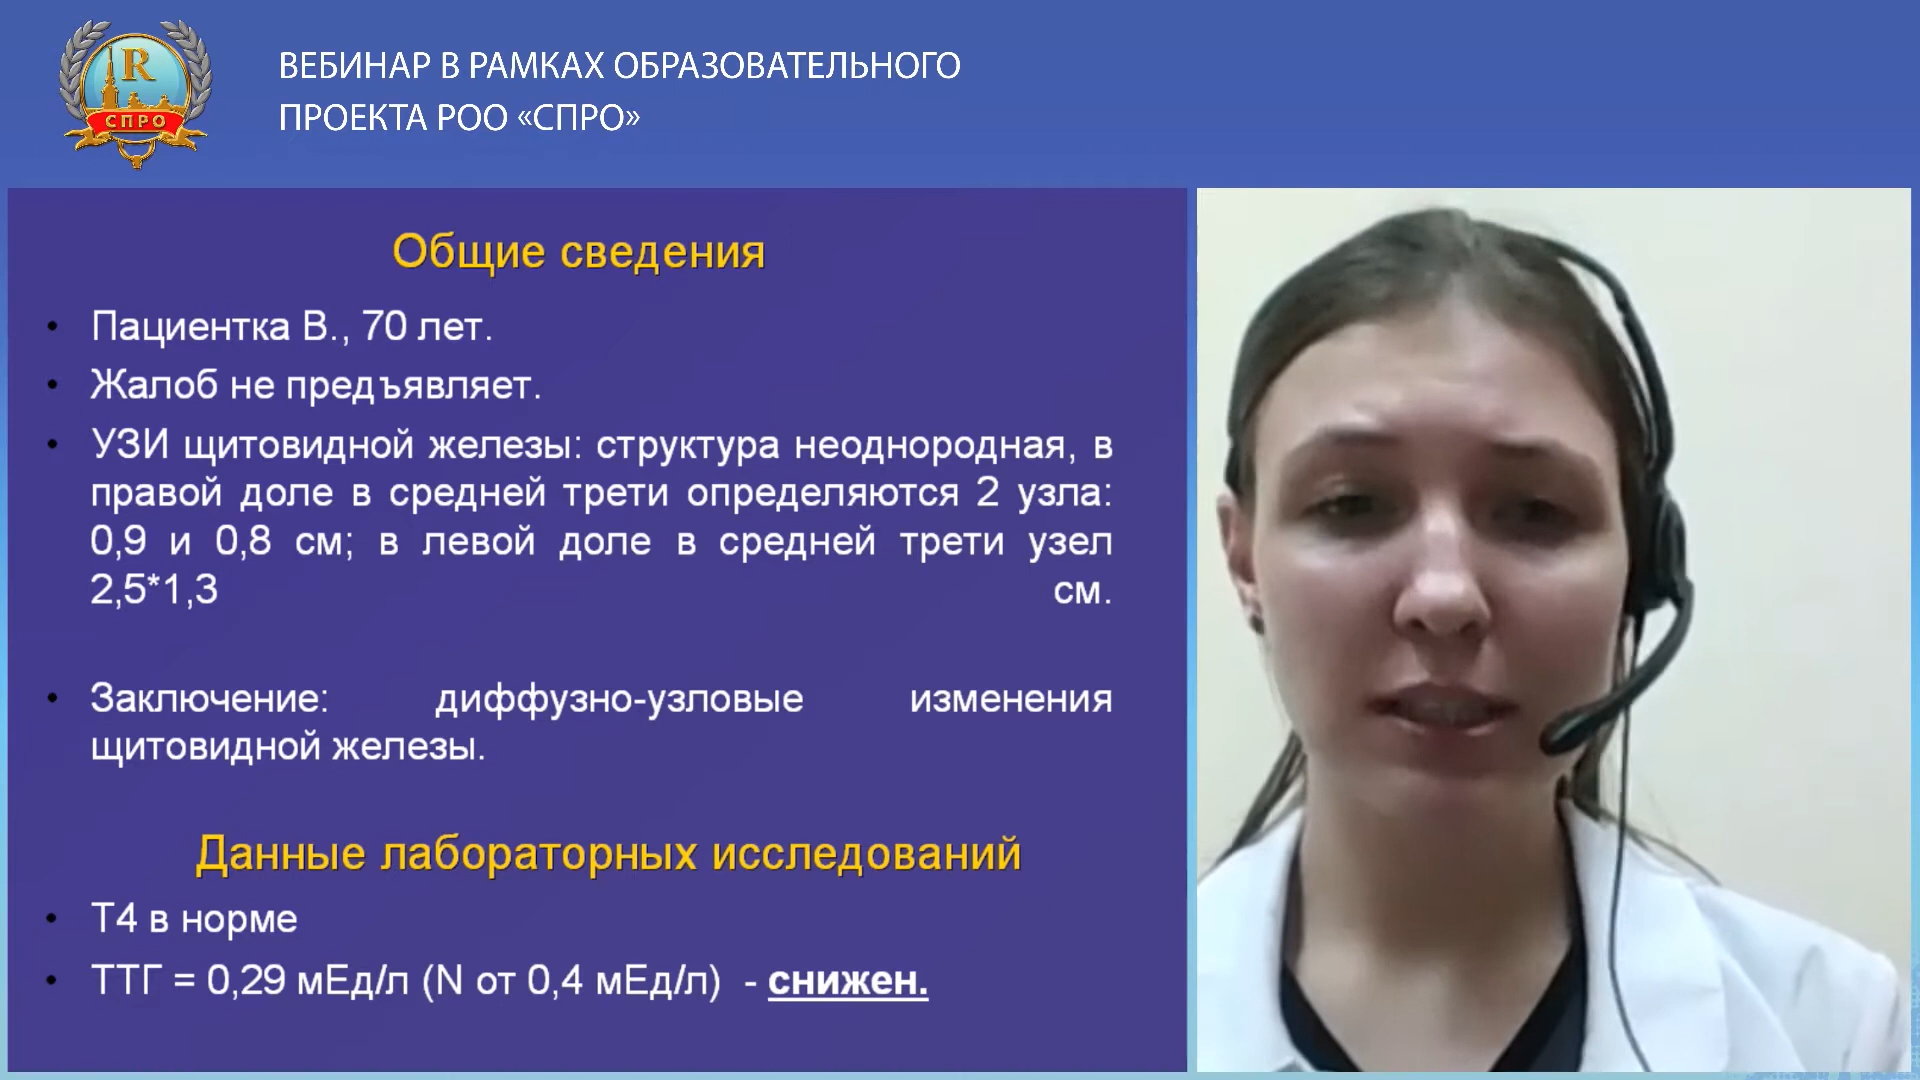 R
СПРО
ВЕБИНАР В РАМКАХ ОБРАЗОВАТЕЛЬНОГО
ПРОЕКТА РОО «СПРО»
Общие сведения
• Пациентка В., 70 лет.
• Жалоб не предъявляет.
• УЗИ щитовидной железы: структура неоднородная, в
правой доле в средней трети определяются 2 узла:
0,9 и 0,8 см; в левой доле в средней трети узел
2,5*1,3 см.
• Заключение: диффузно-узловые изменения
щитовидной железы.
Данные лабораторных исследований
• Т4 в норме
• ТТГ = 0,29 мЕд/л (N от 0,4 мЕд/л) - снижен.